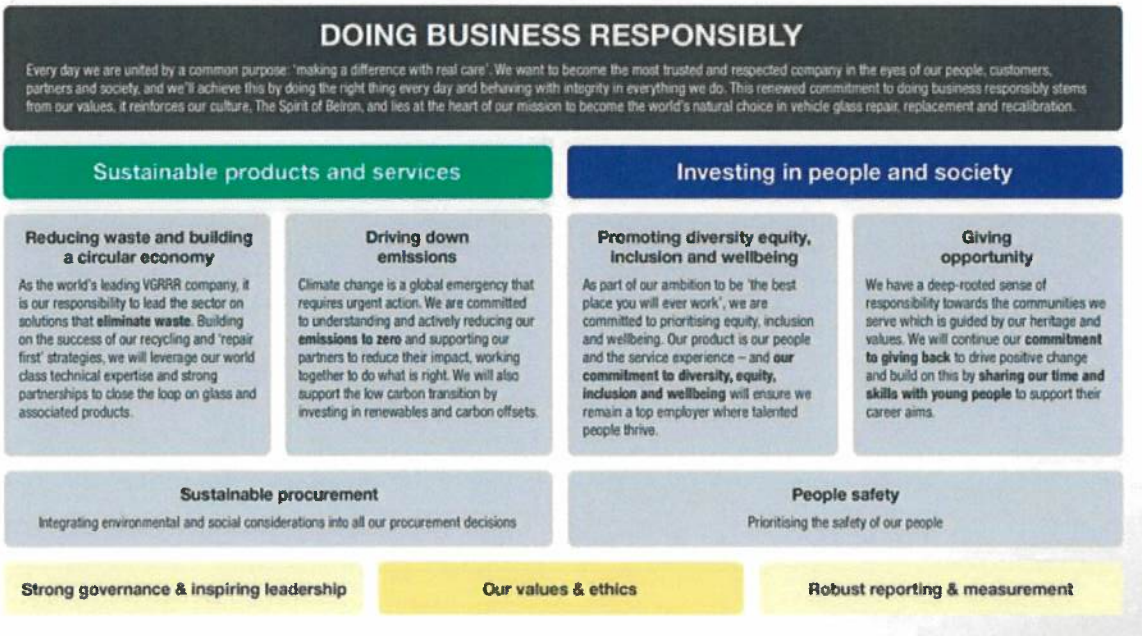 DOING BUSINESS RESPONSIBLY
Every day we are united by a common purpose: 'making a difference with real care'. We want to become the most trusted and respected company in the eyes of our people, customers,
partners and society, and we'll achieve this by doing the right thing every day and behaving with integrity in everything we do. This renewed commitment to doing business responsibly stems
from our values, it reinforces our culture, The Spirit of Belron, and lies at the heart of our mission to become the world's natural choice in vehicle glass repair, replacement and recalibration.
Sustainable products and services
Investing in people and society
Reducing waste and building
a circular economy
As the world's leading VGRRR company, it
is our responsibility to lead the sector on
solutions that eliminate waste. Building
on the success of our recycling and 'repair
first' strategies, we will leverage our world
class technical expertise and strong
partnerships to close the loop on glass and
associated products.
Driving down
emissions
Climate change is a global emergency that
requires urgent action. We are committed
to understanding and actively reducing our
emissions to zero and supporting our
partners to reduce their impact, working
together to do what is right. We will also
support the low carbon transition by
investing in renewables and carbon offsets.
Promoting diversity equity,
inclusion and wellbeing
As part of our ambition to be 'the best
place you will ever work', we are
committed to prioritising equity, inclusion
and wellbeing. Our product is our people
and the service experience – and our
commitment to diversity, equity,
inclusion and wellbeing will ensure we
remain a top employer where talented
people thrive.
Giving
opportunity
We have a deep-rooted sense of
responsibility towards the communities we
serve which is guided by our heritage and
values. We will continue our commitment
to giving back to drive positive change
and build on this by sharing our time and
skills with young people to support their
career aims.
Sustainable procurement
Integrating environmental and social considerations into all our procurement decisions
People safety
Prioritising the safety of our people
Strong governance & inspiring leadership
Our values & ethics
Robust reporting & measurement